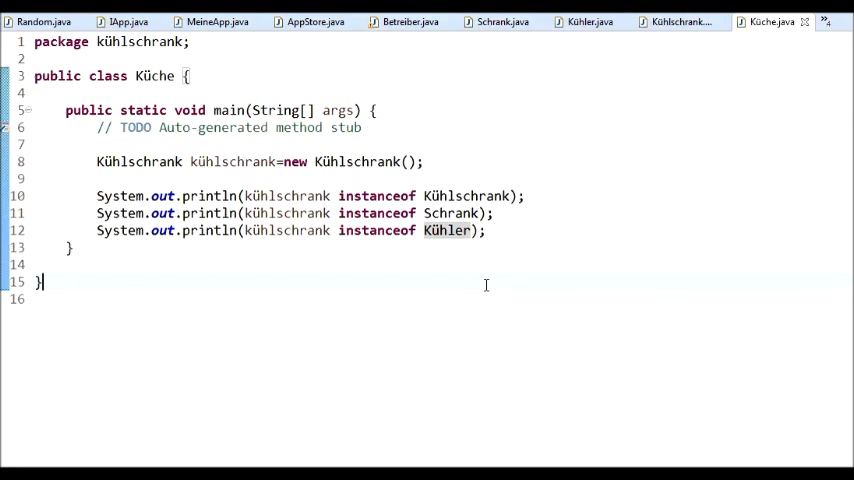 Random.java IApp.java MeineApp.java AppStore.java Betreiber.java Schrank.java Kühler.java Kühlschrank.... Küche.java »4
1 package kühlschrank;
2
3 public class Küche {
4
5 public static void main(String[] args) {
6 // TODO Auto-generated method stub
7
8 Kühlschrank kühlschrank=new Kühlschrank();
9
10 System.out.println(kühlschrank instanceof Kühlschrank);
11 System.out.println(kühlschrank instanceof Schrank);
12 System.out.println(kühlschrank instanceof Kühler);
13 }
14
15 }
16